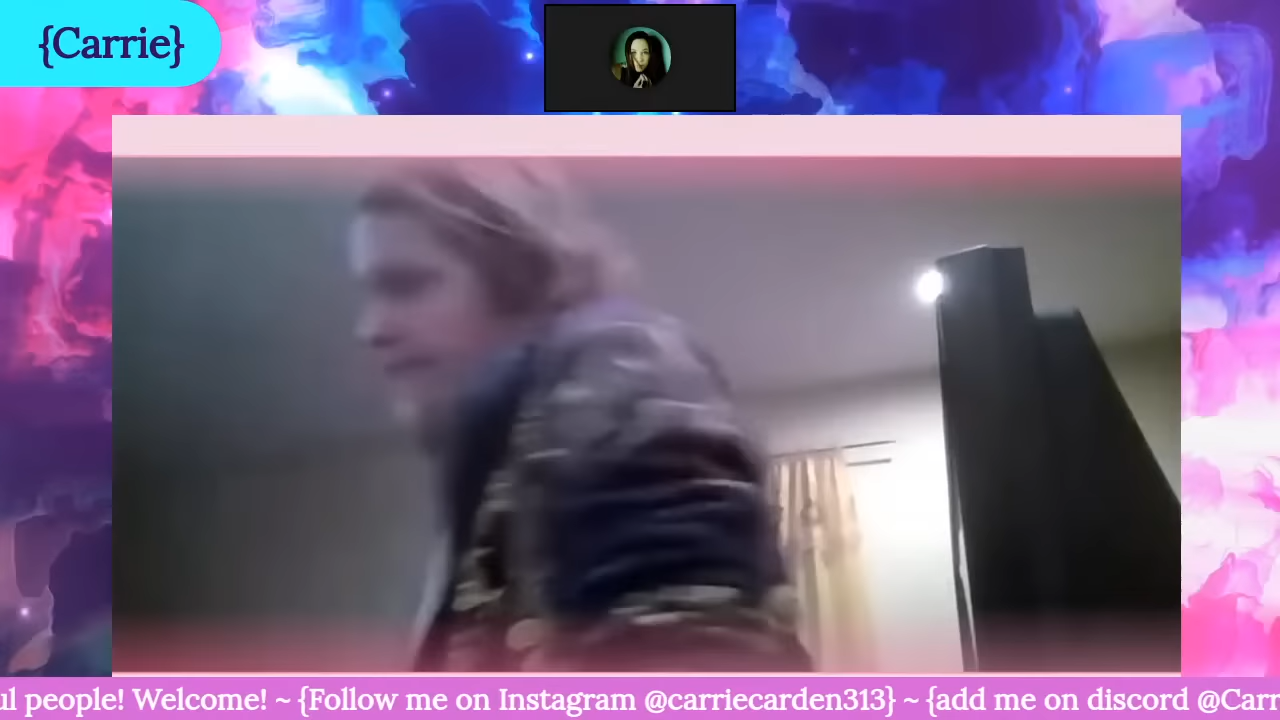 {Carrie}
people! Welcome! ~ {Follow me on Instagram @carriecarden313} ~ {add me on discord